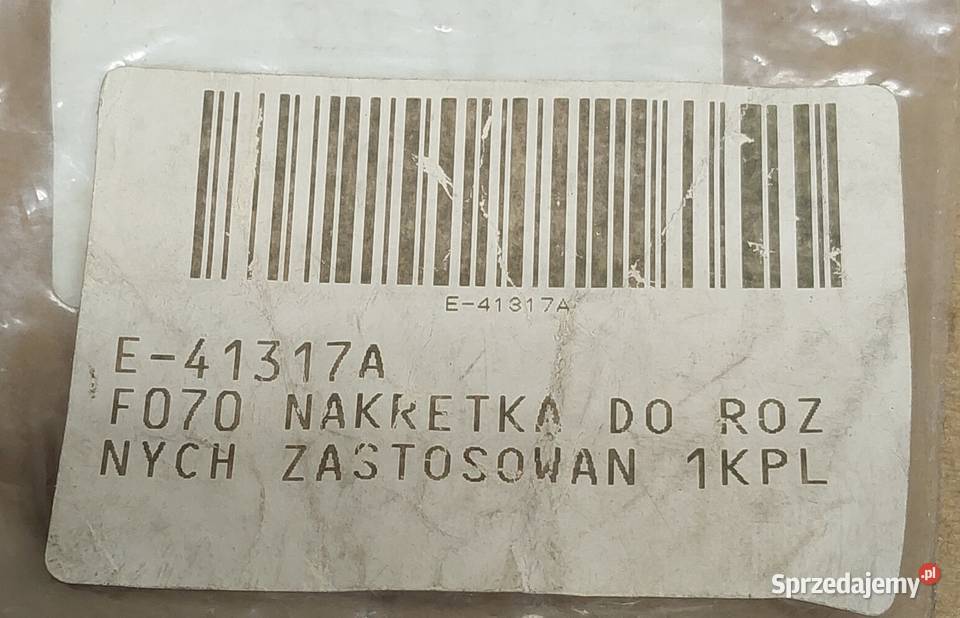 E-41317A
E-41317A
F070 NAKRETKA DO ROZ
NYCH ZASTOSOWAN 1KPL
Sprzedajemy.pl